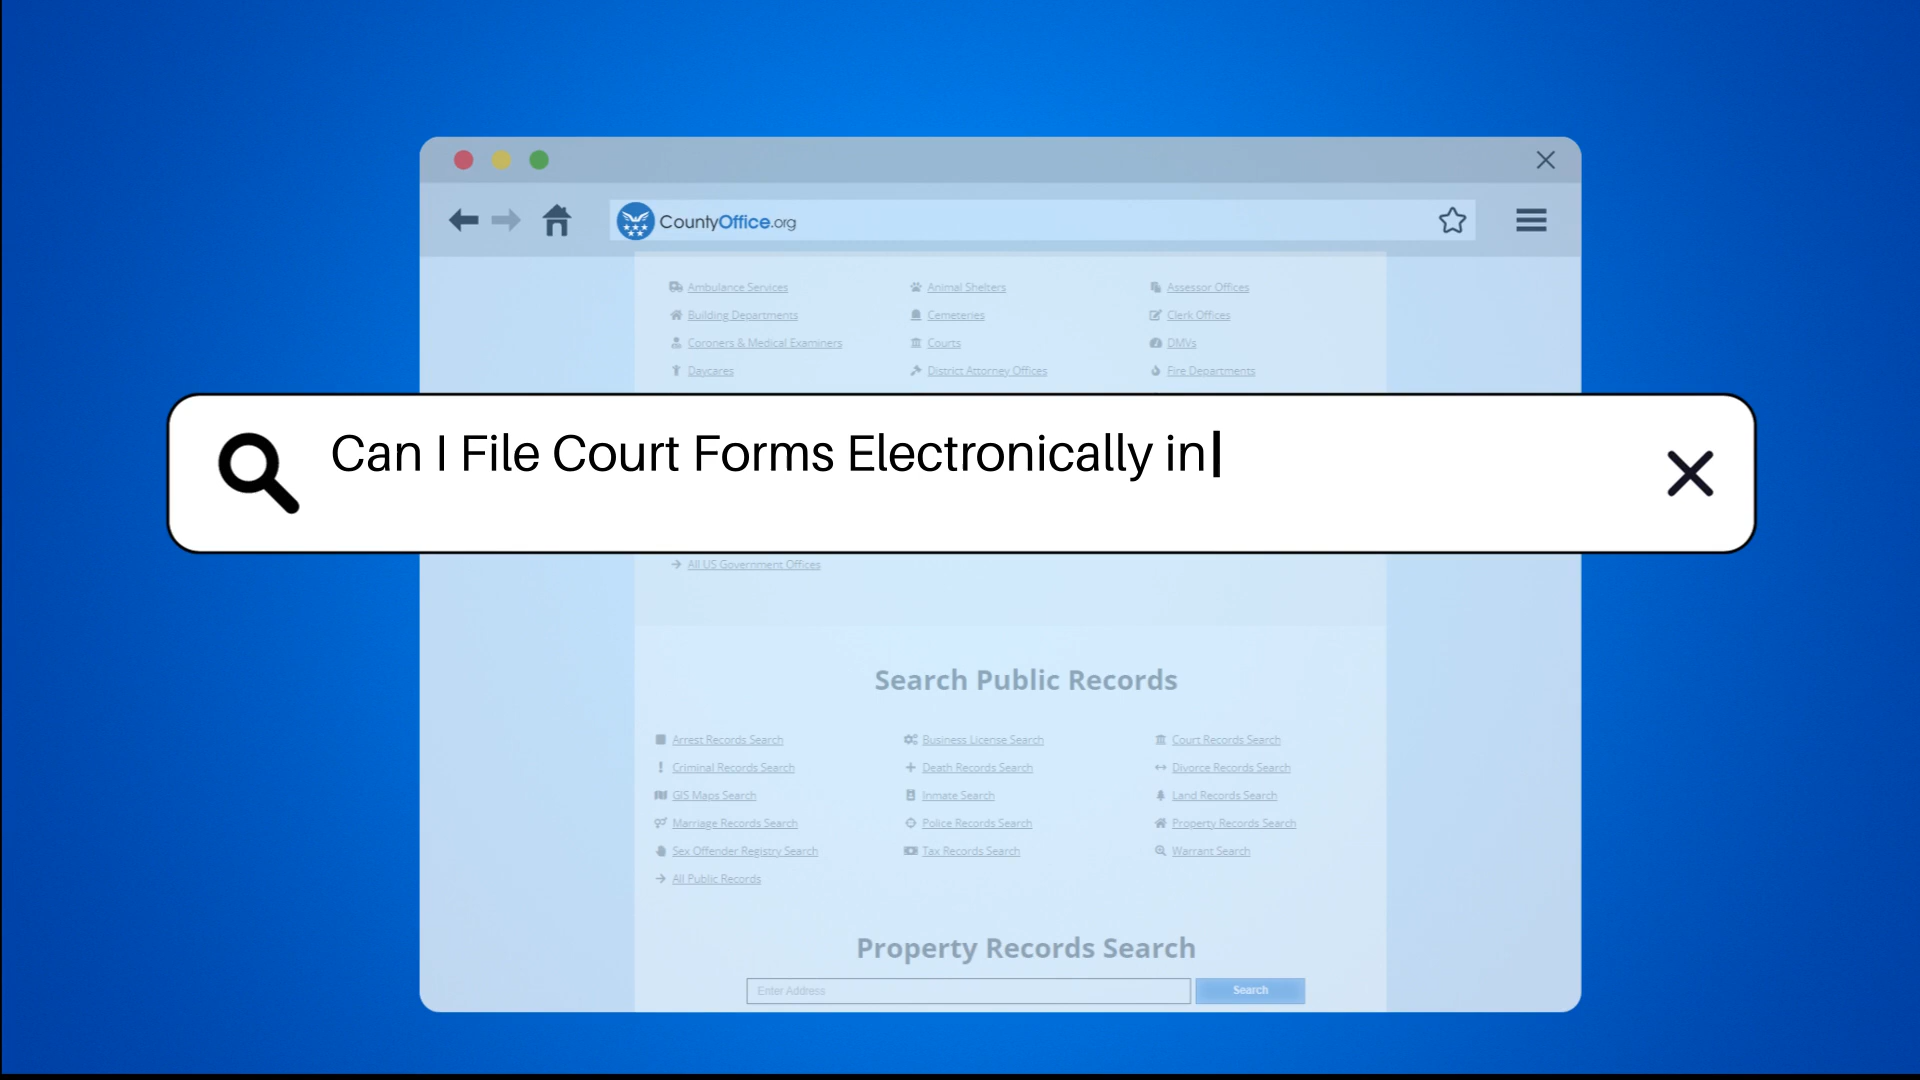 CountyOffice.org
Ambulance Services Animal Shelters Assessor Offices
Building Departments Cemeteries Clerk Offices
Coroners & Medical Examiners Courts DMVs
Daycares District Attorney Offices Fire Departments
Can I File Court Forms Electronically in
All US Government Offices
Search Public Records
Arrest Records Search Business License Search Court Records Search
Criminal Records Search Death Records Search Divorce Records Search
GIS Maps Search Inmate Search Land Records Search
Marriage Records Search Police Records Search Property Records Search
Sex Offender Registry Search Tax Records Search Warrant Search
All Public Records
Property Records Search
Enter Address Search